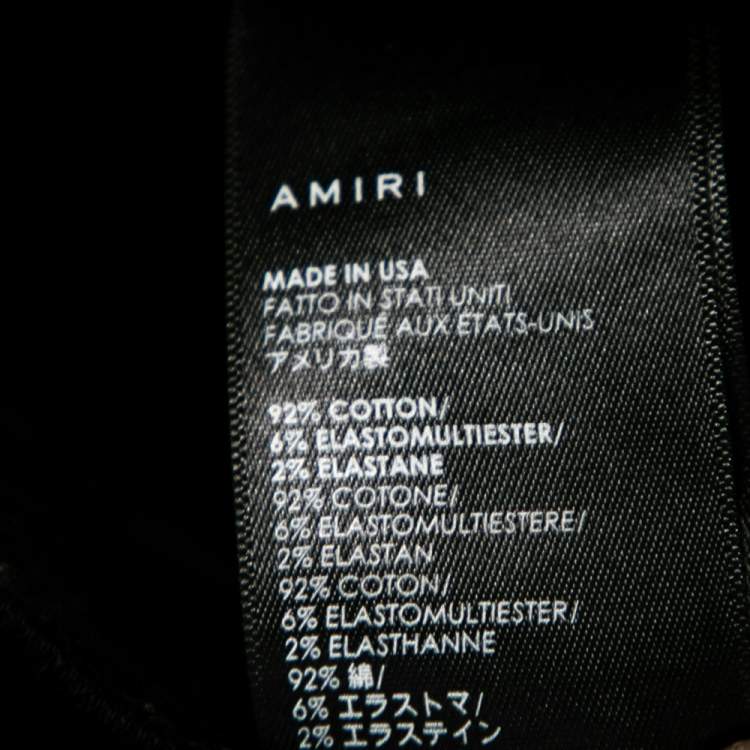 AMIRI
MADE IN USA
FATTO IN STATI UNITI
FABRIQUÉ AUX ÉTATS-UNIS
アメリカ製
92% COTTON/
6% ELASTOMULTIESTER/
2% ELASTANE
92% COTONE/
6% ELASTOMULTIESTERE/
2% ELASTAN
92% COTON/
6% ELASTOMULTIESTER/
2% ELASTHANNE
92% 綿/
6% エラストマ/
2% エラステイン